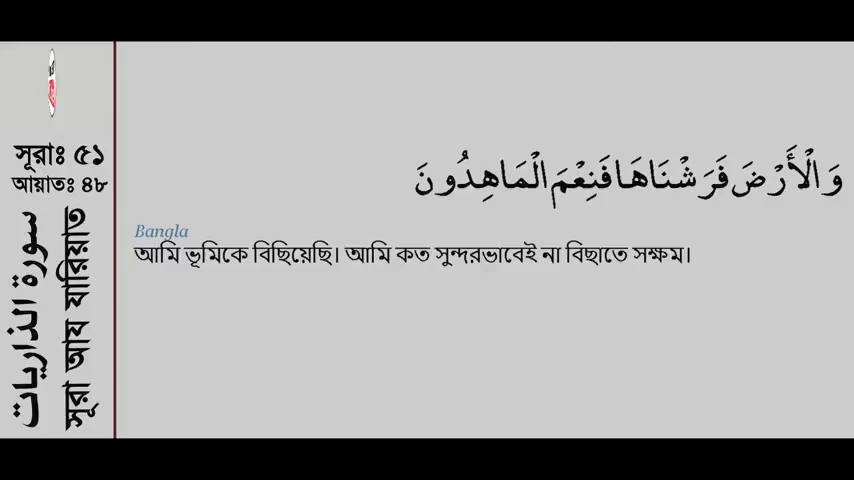 সূরাঃ ৫১
আয়াতঃ ৪৮
سورة الذاريات
সূরা আয যারিয়াত
وَالْأَرْضَ فَرَشْنَاهَا فَنِعْمَ الْمَاهِدُونَ
Bangla
আমি ভূমিকে বিছিয়েছি। আমি কত সুন্দরভাবেই না বিছাতে সক্ষম।